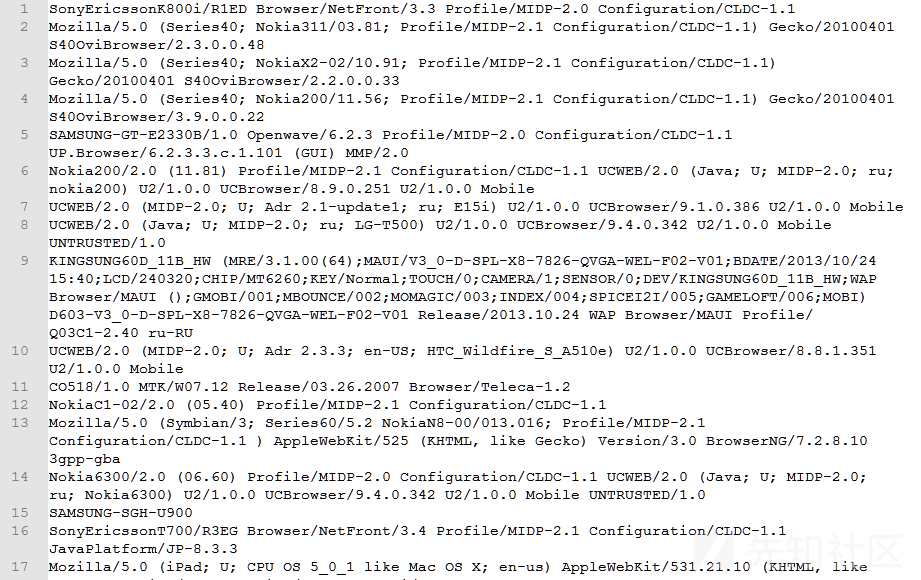 1 SonyEricssonK800i/R1ED Browser/NetFront/3.3 Profile/MIDP-2.0 Configuration/CLDC-1.1
2 Mozilla/5.0 (Series40; Nokia311/03.81; Profile/MIDP-2.1 Configuration/CLDC-1.1) Gecko/20100401
S40OviBrowser/2.3.0.0.48
3 Mozilla/5.0 (Series40; NokiaX2-02/10.91; Profile/MIDP-2.1 Configuration/CLDC-1.1)
Gecko/20100401 S40OviBrowser/2.2.0.0.33
4 Mozilla/5.0 (Series40; Nokia200/11.56; Profile/MIDP-2.1 Configuration/CLDC-1.1) Gecko/20100401
S40OviBrowser/3.9.0.0.22
5 SAMSUNG-GT-E2330B/1.0 Openwave/6.2.3 Profile/MIDP-2.0 Configuration/CLDC-1.1
UP.Browser/6.2.3.3.c.1.101 (GUI) MMP/2.0
6 Nokia200/2.0 (11.81) Profile/MIDP-2.1 Configuration/CLDC-1.1 UCWEB/2.0 (Java; U; MIDP-2.0; ru;
nokia200) U2/1.0.0 UCBrowser/8.9.0.251 U2/1.0.0 Mobile
7 UCWEB/2.0 (MIDP-2.0; U; Adr 2.1-update1; ru; E15i) U2/1.0.0 UCBrowser/9.1.0.386 U2/1.0.0 Mobile
8 UCWEB/2.0 (Java; U; MIDP-2.0; ru; LG-T500) U2/1.0.0 UCBrowser/9.4.0.342 U2/1.0.0 Mobile
UNTRUSTED/1.0
9 KINGSUNG60D_11B_HW (MRE/3.1.00(64);MAUI/V3_0-D-SPL-X8-7826-QVGA-WEL-F02-V01;BDATE/2013/10/24
15:40;LCD/240320;CHIP/MT6260;KEY/Normal;TOUCH/0;CAMERA/1;SENSOR/0;DEV/KINGSUNG60D_11B_HW;WAP
Browser/MAUI ();GMOBI/001;MBOUNCE/002;MOMAGIC/003;INDEX/004;SPICEI2I/005;GAMELOFT/006;MOBI)
D603-V3_0-D-SPL-X8-7826-QVGA-WEL-F02-V01 Release/2013.10.24 WAP Browser/MAUI Profile/
Q03C1-2.40 ru-RU
10 UCWEB/2.0 (MIDP-2.0; U; Adr 2.3.3; en-US; HTC_Wildfire_S_A510e) U2/1.0.0 UCBrowser/8.8.1.351
U2/1.0.0 Mobile
11 CO518/1.0 MTK/W07.12 Release/03.26.2007 Browser/Teleca-1.2
12 NokiaC1-02/2.0 (05.40) Profile/MIDP-2.1 Configuration/CLDC-1.1
13 Mozilla/5.0 (Symbian/3; Series60/5.2 NokiaN8-00/013.016; Profile/MIDP-2.1
Configuration/CLDC-1.1 ) AppleWebKit/525 (KHTML, like Gecko) Version/3.0 BrowserNG/7.2.8.10
3gpp-gba
14 Nokia6300/2.0 (06.60) Profile/MIDP-2.0 Configuration/CLDC-1.1 UCWEB/2.0 (Java; U; MIDP-2.0;
ru; Nokia6300) U2/1.0.0 UCBrowser/9.4.0.342 U2/1.0.0 Mobile UNTRUSTED/1.0
15 SAMSUNG-SGH-U900
16 SonyEricssonT700/R3EG Browser/NetFront/3.4 Profile/MIDP-2.1 Configuration/CLDC-1.1
JavaPlatform/JP-8.3.3
17 Mozilla/5.0 (iPad; U; CPU OS 5_0_1 like Mac OS X; en-us) AppleWebKit/531.21.10 (KHTML, like
先知社区